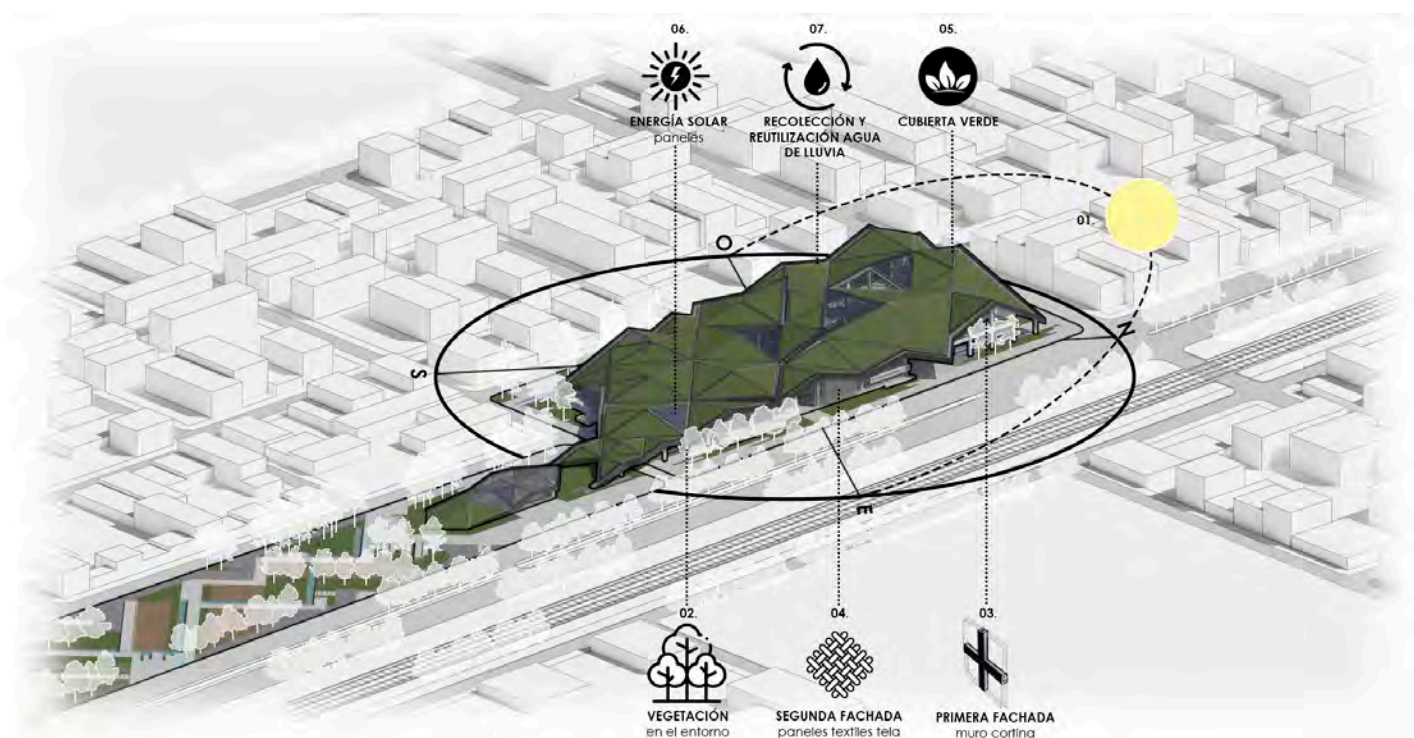 06.
ENERGÍA SOLAR
paneles
07.
RECOLECCIÓN Y
REUTILIZACIÓN AGUA
DE LLUVIA
05.
CUBIERTA VERDE
01.
O
N
S
E
02.
VEGETACIÓN
en el entorno
04.
SEGUNDA FACHADA
paneles textiles tela
03.
PRIMERA FACHADA
muro cortina